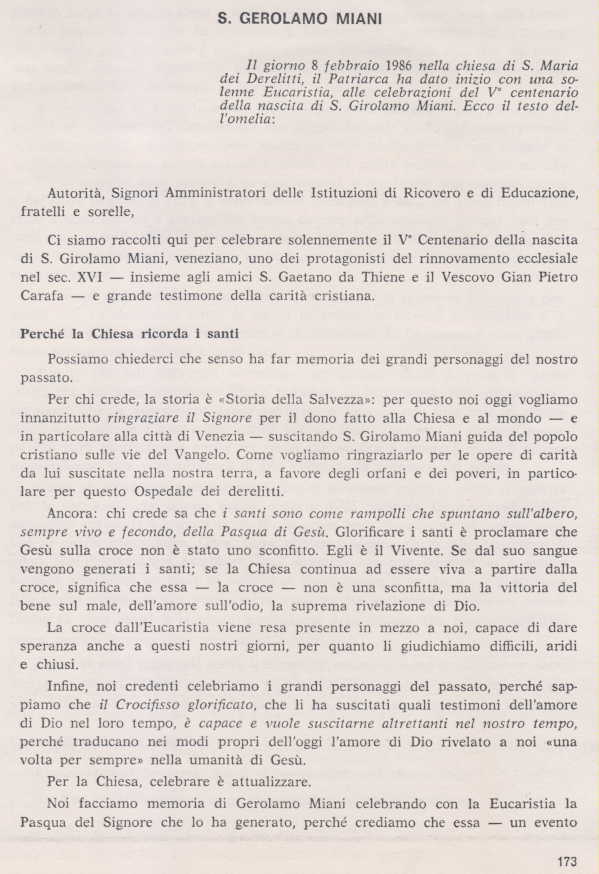 S. GEROLAMO MIANI
Il giorno 8 febbraio 1986 nella chiesa di S. Maria
dei Derelitti, il Patriarca ha dato inizio con una so-
lenne Eucaristia, alle celebrazioni del V° centenario
della nascita di S. Girolamo Miani. Ecco il testo del-
l'omelia:
Autorità, Signori Amministratori delle Istituzioni di Ricovero e di Educazione,
fratelli e sorelle,
Ci siamo raccolti qui per celebrare solennemente il V° Centenario della nascita
di S. Girolamo Miani, veneziano, uno dei protagonisti del rinnovamento ecclesiale
nel sec. XVI — insieme agli amici S. Gaetano da Thiene e il Vescovo Gian Pietro
Carafa — e grande testimone della carità cristiana.
Perché la Chiesa ricorda i santi
Possiamo chiederci che senso ha far memoria dei grandi personaggi del nostro
passato.
Per chi crede, la storia è «Storia della Salvezza»: per questo noi oggi vogliamo
innanzitutto ringraziare il Signore per il dono fatto alla Chiesa e al mondo — e
in particolare alla città di Venezia — suscitando S. Girolamo Miani guida del popolo
cristiano sulle vie del Vangelo. Come vogliamo ringraziarlo per le opere di carità
da lui suscitate nella nostra terra, a favore degli orfani e dei poveri, in partico-
lare per questo Ospedale dei derelitti.
Ancora: chi crede sa che i santi sono come rampolli che spuntano sull'albero,
sempre vivo e fecondo, della Pasqua di Gesù. Glorificare i santi è proclamare che
Gesù sulla croce non è stato uno sconfitto. Egli è il Vivente. Se dal suo sangue
vengono generati i santi; se la Chiesa continua ad essere viva a partire dalla
croce, significa che essa — la croce — non è una sconfitta, ma la vittoria del
bene sul male, dell'amore sull'odio, la suprema rivelazione di Dio.
La croce dall'Eucaristia viene resa presente in mezzo a noi, capace di dare
speranza anche a questi nostri giorni, per quanto li giudichiamo difficili, aridi
e chiusi.
Infine, noi credenti celebriamo i grandi personaggi del passato, perché sap-
piamo che il Crocifisso glorificato, che li ha suscitati quali testimoni dell'amore
di Dio nel loro tempo, è capace e vuole suscitarne altrettanti nel nostro tempo,
perché traducano nei modi propri dell'oggi l'amore di Dio rivelato a noi «una
volta per sempre» nella umanità di Gesù.
Per la Chiesa, celebrare è attualizzare.
Noi facciamo memoria di Gerolamo Miani celebrando con la Eucaristia la
Pasqua del Signore che lo ha generato, perché crediamo che essa — un evento
173